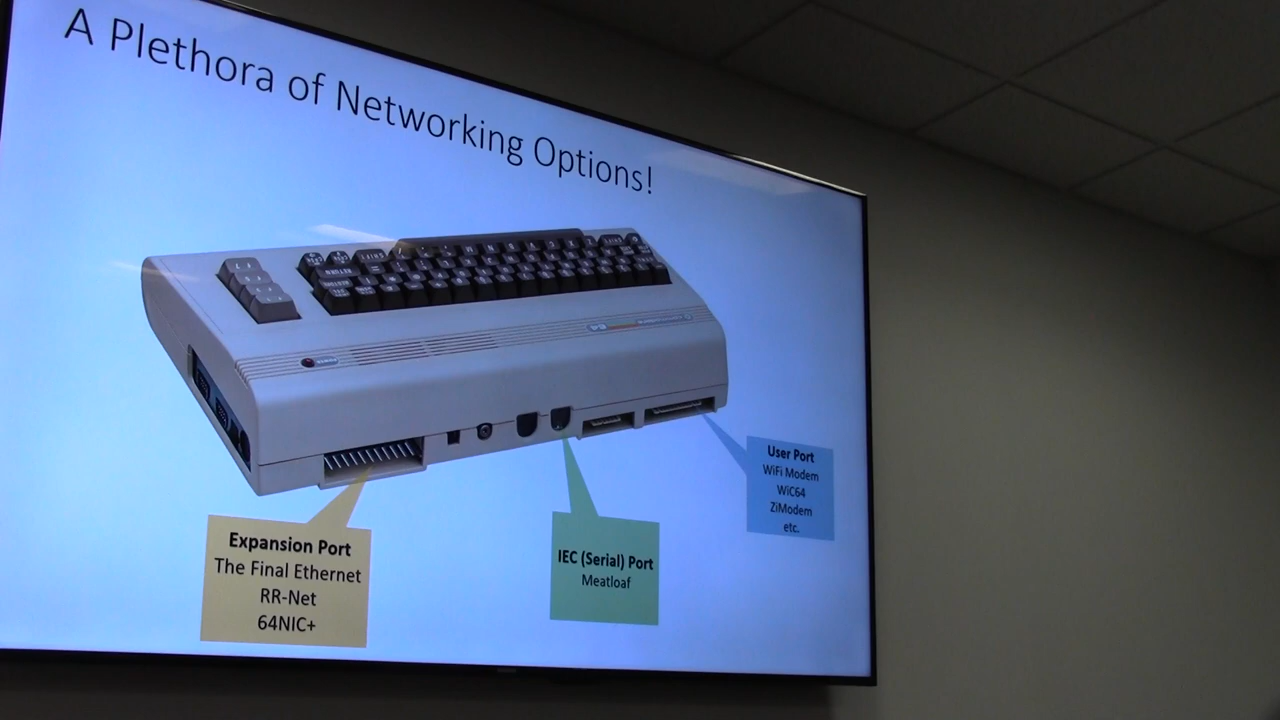 A Plethora of Networking Options!
Expansion Port
The Final Ethernet
RR-Net
64NIC+
IEC (Serial) Port
Meatloaf
User Port
WiFi Modem
WiC64
ZiModem
etc.